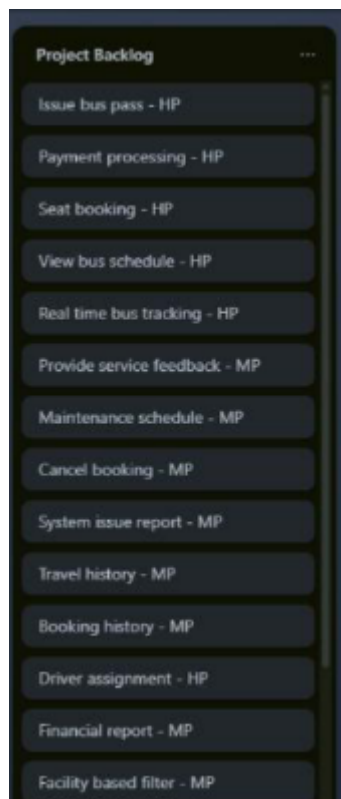 Project Backlog
Issue bus pass - HP
Payment processing - HP
Seat booking - HP
View bus schedule - HP
Real time bus tracking - HP
Provide service feedback - MP
Maintenance schedule - MP
Cancel booking - MP
System issue report - MP
Travel history - MP
Booking history - MP
Driver assignment - HP
Financial report - MP
Facility based filter - MP